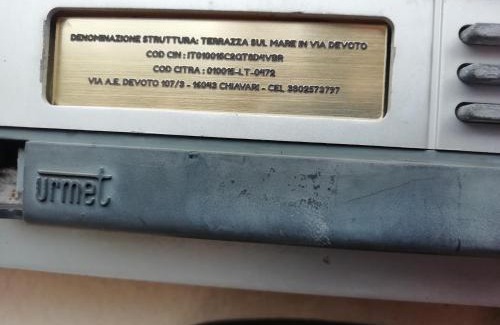 DENOMINAZIONE STRUTTURA: TERRAZZA SUL MARE IN VIA DEVOTO
COD CIN : IT010015C2QT8D4VBR
COD CITRA : 010015-LT-0472
VIA A.E. DEVOTO 107/3 - 16043 CHIAVARI - CEL 3802573797
urmet